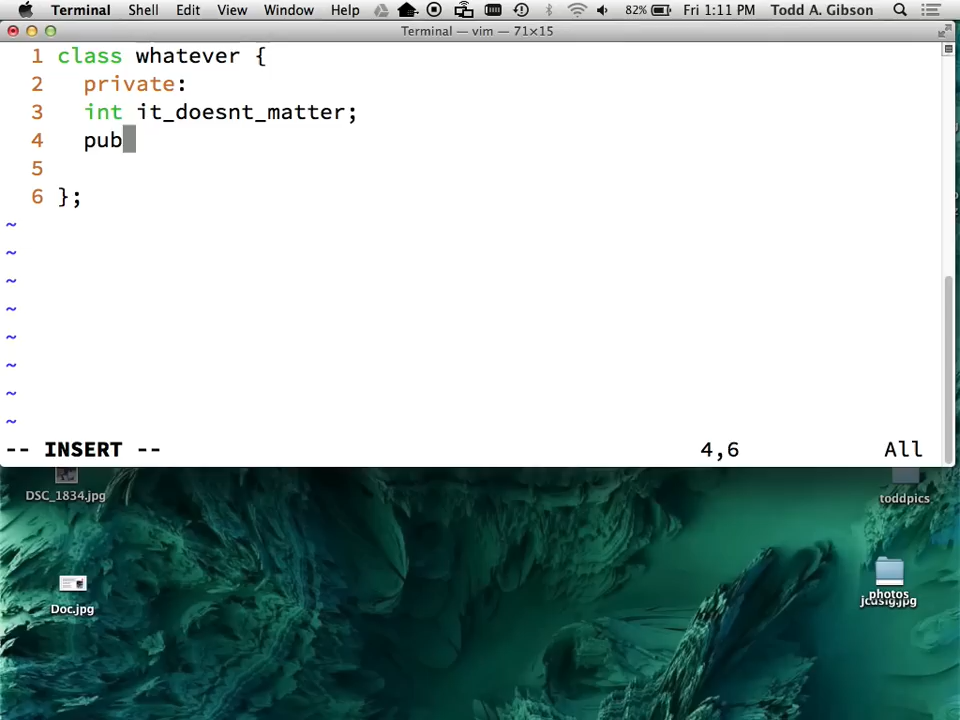 Terminal Shell Edit View Window Help 82% Fri 1:11 PM Todd A. Gibson
Terminal — vim — 71×15
1 class whatever {
2   private:
3   int it_doesnt_matter;
4   pub
5
6 };
~
~
~
~
~
~
~
~
-- INSERT -- 4,6 All
DSC_1834.jpg
toddpics
Doc.jpg
photos
jcdsig.jpg